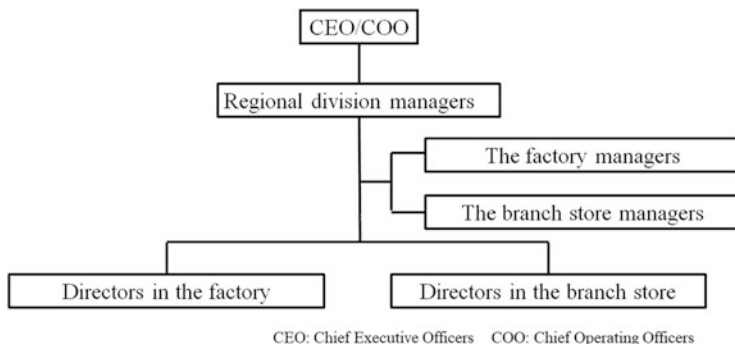 CEO/COO
Regional division managers
The factory managers
The branch store managers
Directors in the factory
Directors in the branch store
CEO: Chief Executive Officers COO: Chief Operating Officers